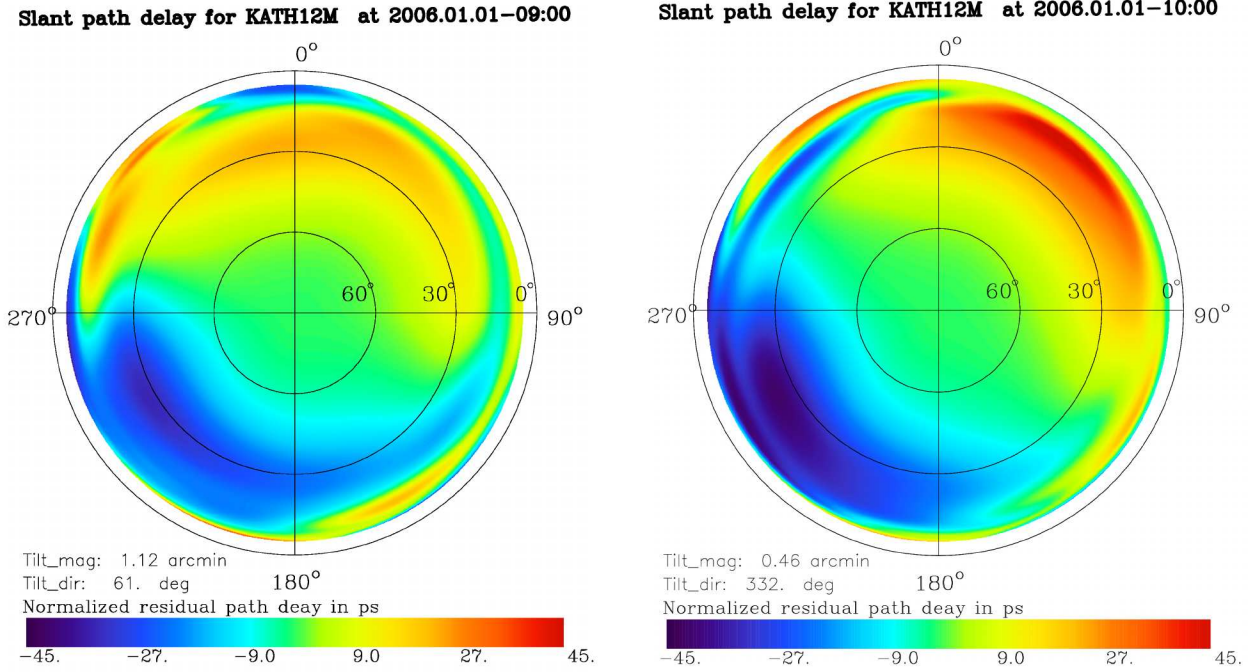 Slant path delay for KATH12M at 2006.01.01-09:00
0°
60° 30° 0°
270° 90°
Tilt_mag: 1.12 arcmin
Tilt_dir: 61. deg
180°
Normalized residual path deay in ps
-45. -27. -9.0 9.0 27. 45.
Slant path delay for KATH12M at 2006.01.01-10:00
0°
60° 30° 0°
270° 90°
Tilt_mag: 0.46 arcmin
Tilt_dir: 332. deg
180°
Normalized residual path deay in ps
-45. -27. -9.0 9.0 27. 45.